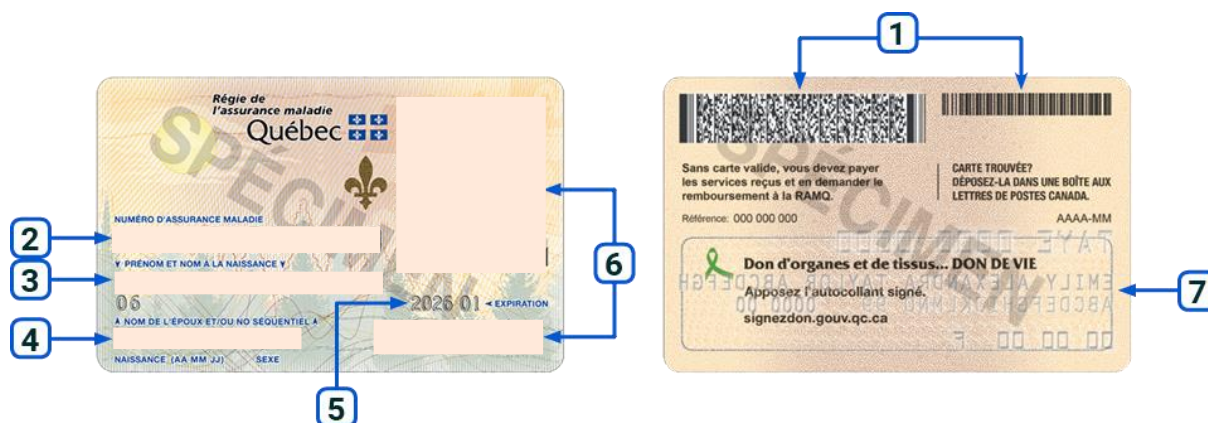 1
Régie de
l'assurance maladie
Québec
SPÉCIMEN
NUMÉRO D'ASSURANCE MALADIE
2
▼ PRÉNOM ET NOM À LA NAISSANCE ▼
3
06
2026 01 ◄ EXPIRATION
▲ NOM DE L'ÉPOUX ET/OU NO SÉQUENTIEL ▲
4
NAISSANCE (AA MM JJ) SEXE
5
6
SPÉCIMEN
Sans carte valide, vous devez payer
les services reçus et en demander le
remboursement à la RAMQ.
CARTE TROUVÉE?
DÉPOSEZ-LA DANS UNE BOÎTE AUX
LETTRES DE POSTES CANADA.
Référence: 000 000 000
AAAA-MM
Don d'organes et de tissus... DON DE VIE
Apposez l'autocollant signé.
signezdon.gouv.qc.ca
7